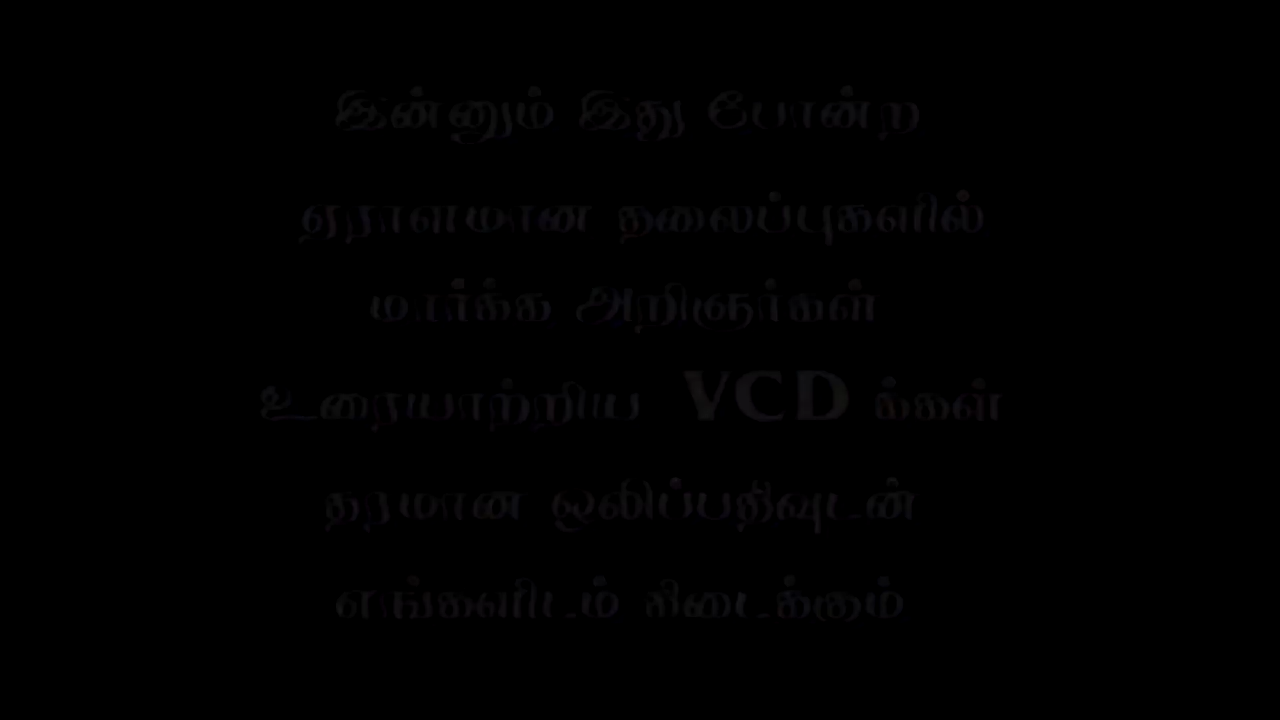 இன்னும் இது போன்ற
ஏராளமான தலைப்புகளில்
மார்க்க அறிஞர்கள்
உரையாற்றிய VCD க்கள்
தரமான ஒலிப்பதிவுடன்
எங்களிடம் கிடைக்கும்